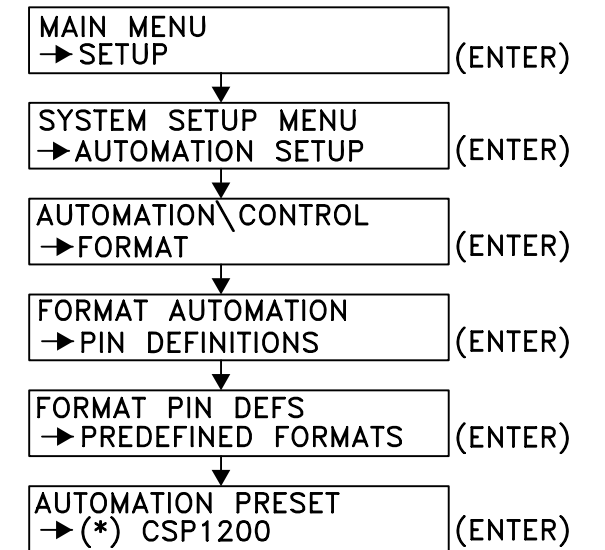 MAIN MENU
→ SETUP (ENTER)
SYSTEM SETUP MENU
→ AUTOMATION SETUP (ENTER)
AUTOMATION\CONTROL
→ FORMAT (ENTER)
FORMAT AUTOMATION
→ PIN DEFINITIONS (ENTER)
FORMAT PIN DEFS
→ PREDEFINED FORMATS (ENTER)
AUTOMATION PRESET
→ (*) CSP1200 (ENTER)